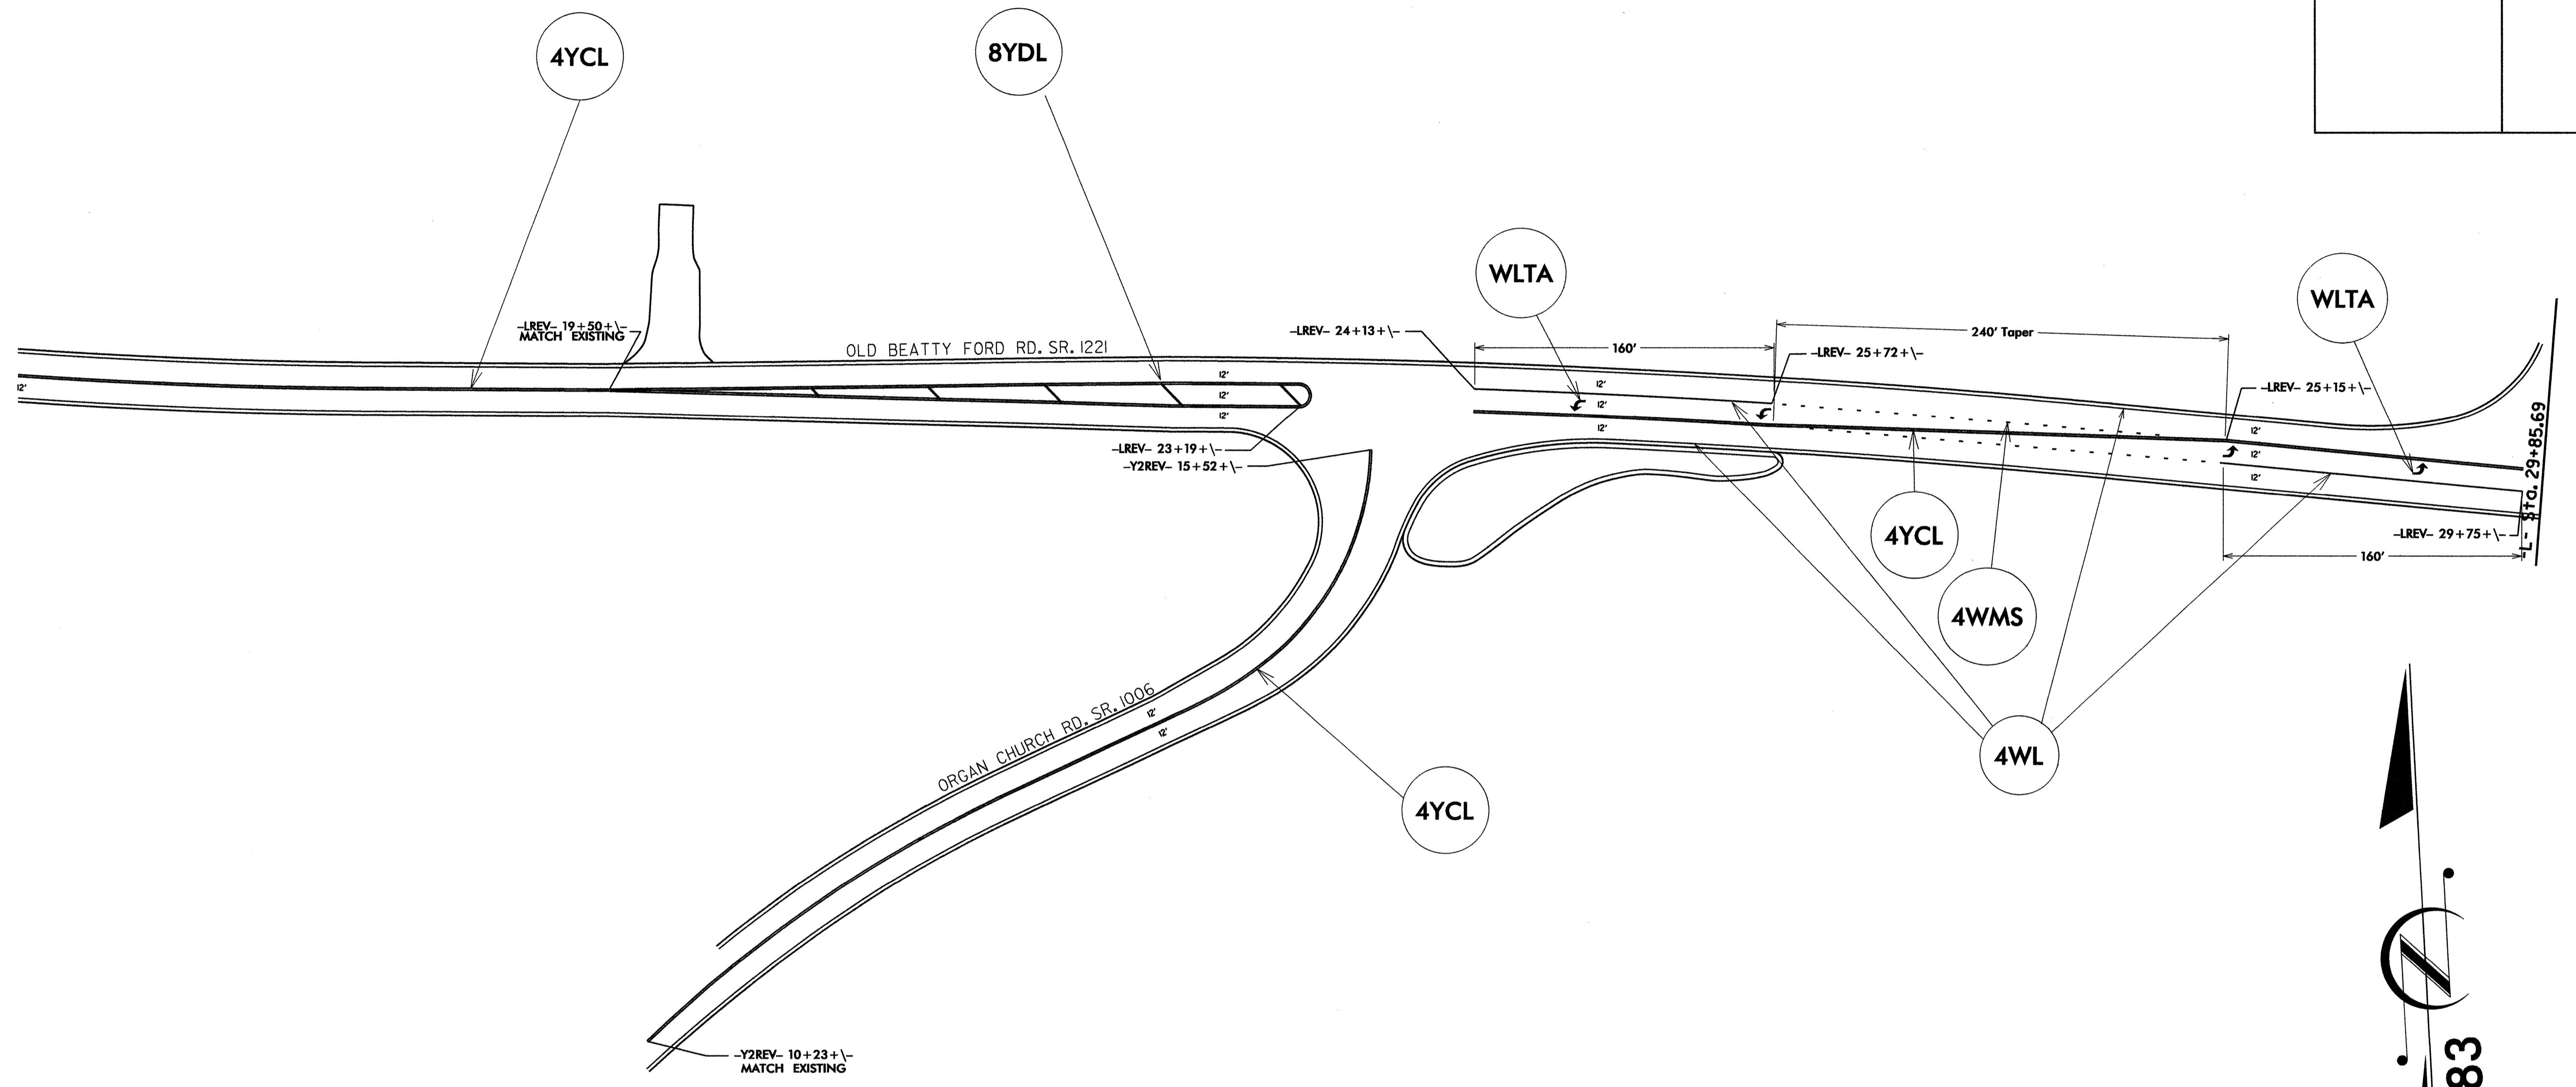 4YCL
8YDL
WLTA
WLTA
-LREV- 19+50+\-
MATCH EXISTING
OLD BEATTY FORD RD. SR. 1221
-LREV- 24+13+\-
160'
240' Taper
-LREV- 25+72+\-
-LREV- 25+15+\-
12'
12'
12'
12'
12'
12'
12'
12'
12'
12'
-LREV- 23+19+\-
-Y2REV- 15+52+\-
-L- Sta. 29+85.69
-LREV- 29+75+\-
160'
4YCL
4WMS
4WL
ORGAN CHURCH RD. SR. 1006
12'
12'
4YCL
-Y2REV- 10+23+\-
MATCH EXISTING
N
83